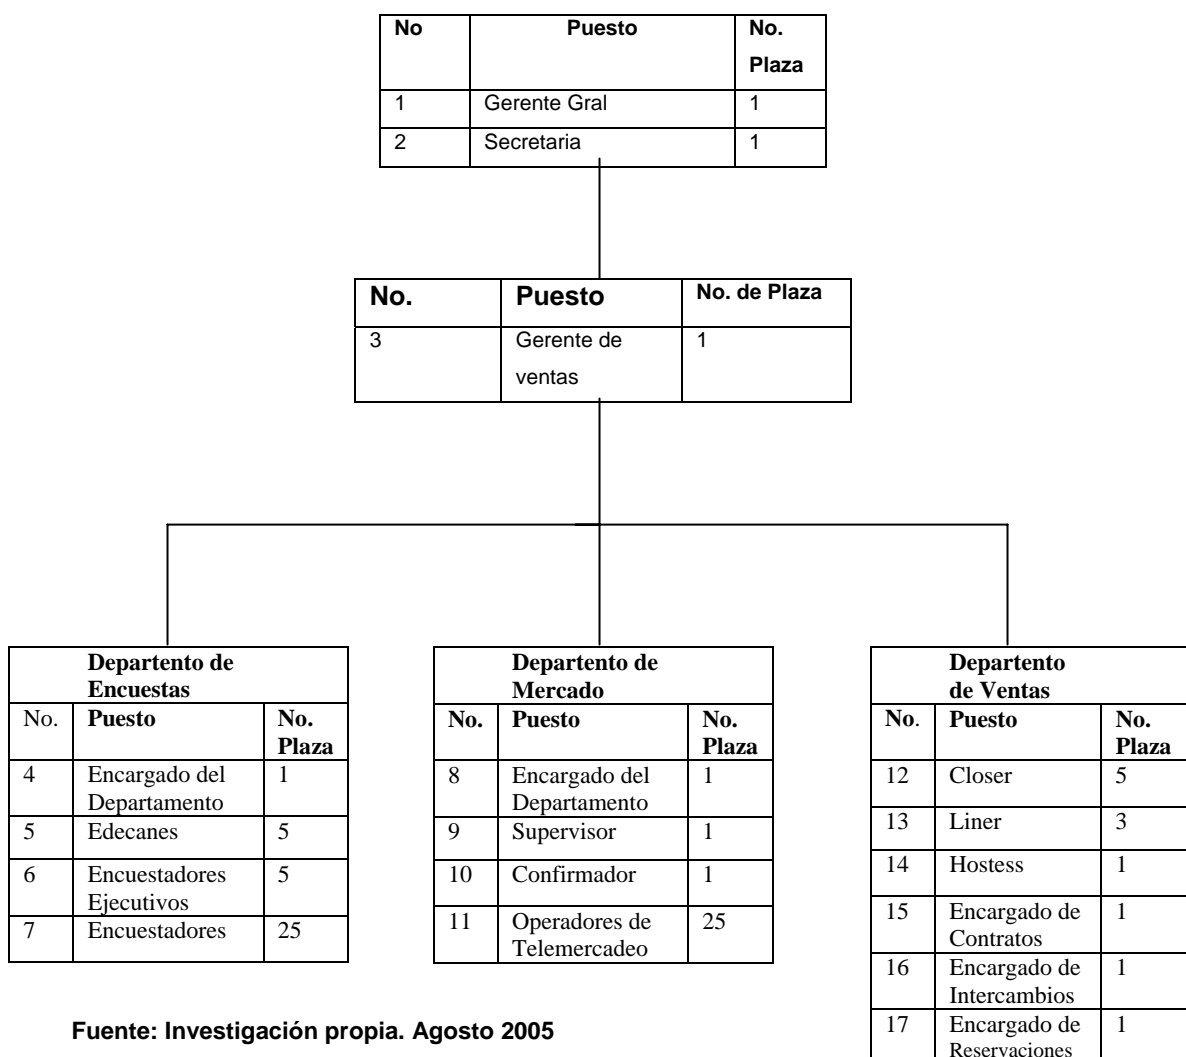 No Puesto No.
Plaza
1 Gerente Gral 1
2 Secretaria 1
No. Puesto No. de Plaza
3 Gerente de 1
ventas
Departento de
Encuestas
No. Puesto No.
Plaza
4 Encargado del 1
Departamento
5 Edecanes 5
6 Encuestadores 5
Ejecutivos
7 Encuestadores 25
Departento de
Mercado
No. Puesto No.
Plaza
8 Encargado del 1
Departamento
9 Supervisor 1
10 Confirmador 1
11 Operadores de 25
Telemercadeo
Departento
de Ventas
No. Puesto No.
Plaza
12 Closer 5
13 Liner 3
14 Hostess 1
15 Encargado de 1
Contratos
16 Encargado de 1
Intercambios
17 Encargado de 1
Reservaciones
Fuente: Investigación propia. Agosto 2005